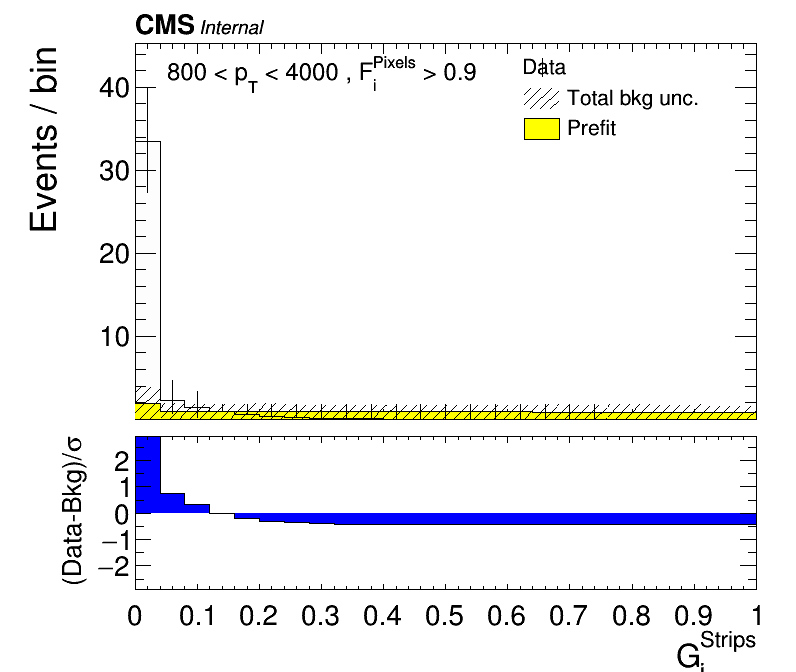 CMS Internal
800 < p_T < 4000 , F_i^Pixels > 0.9
Data
Total bkg unc.
Prefit
Events / bin
40
30
20
10
(Data-Bkg)/σ
2
1
0
−1
−2
0 0.1 0.2 0.3 0.4 0.5 0.6 0.7 0.8 0.9 1
G_i^Strips